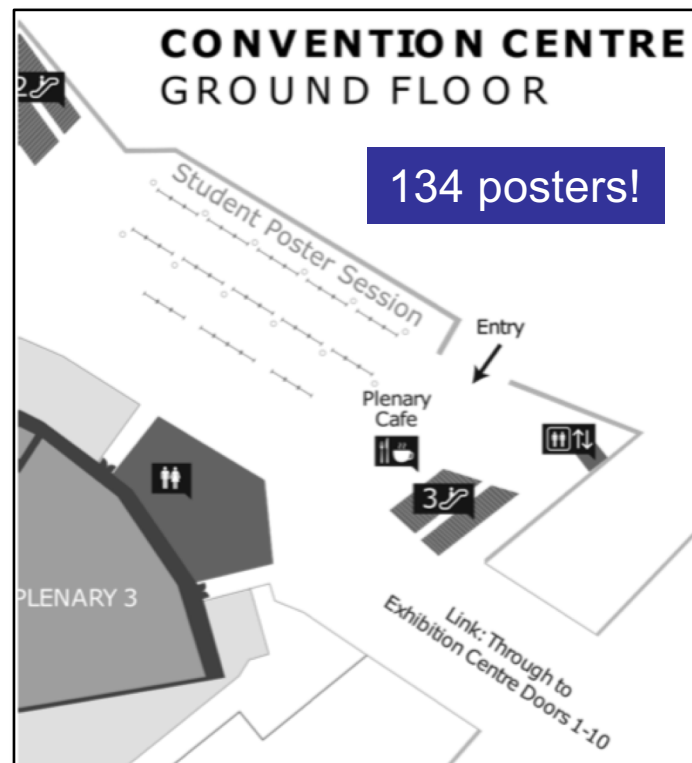 CONVENTION CENTRE
GROUND FLOOR
2
134 posters!
Student Poster Session
Entry
Plenary
Cafe
3
PLENARY 3
Link: Through to
Exhibition Centre Doors 1-10